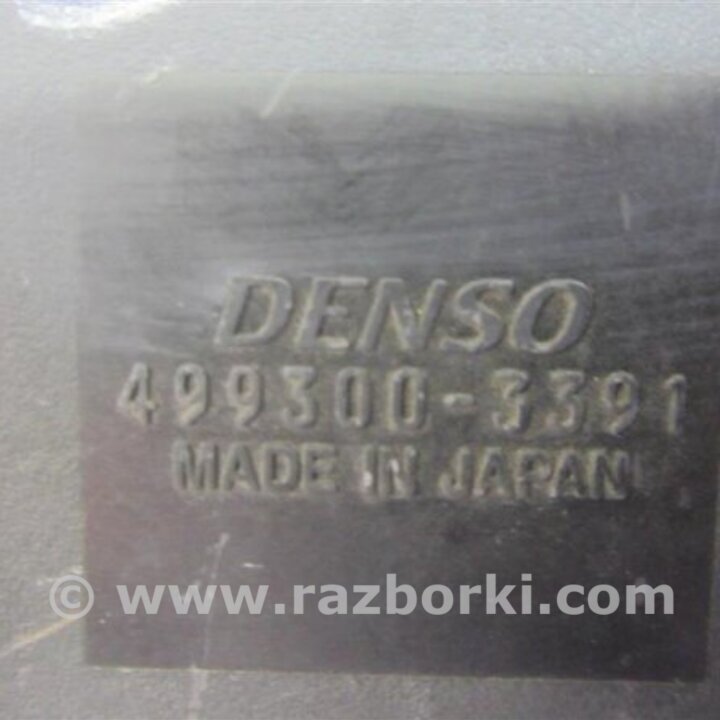 DENSO
499300-3391
MADE IN JAPAN
© www.razborki.com